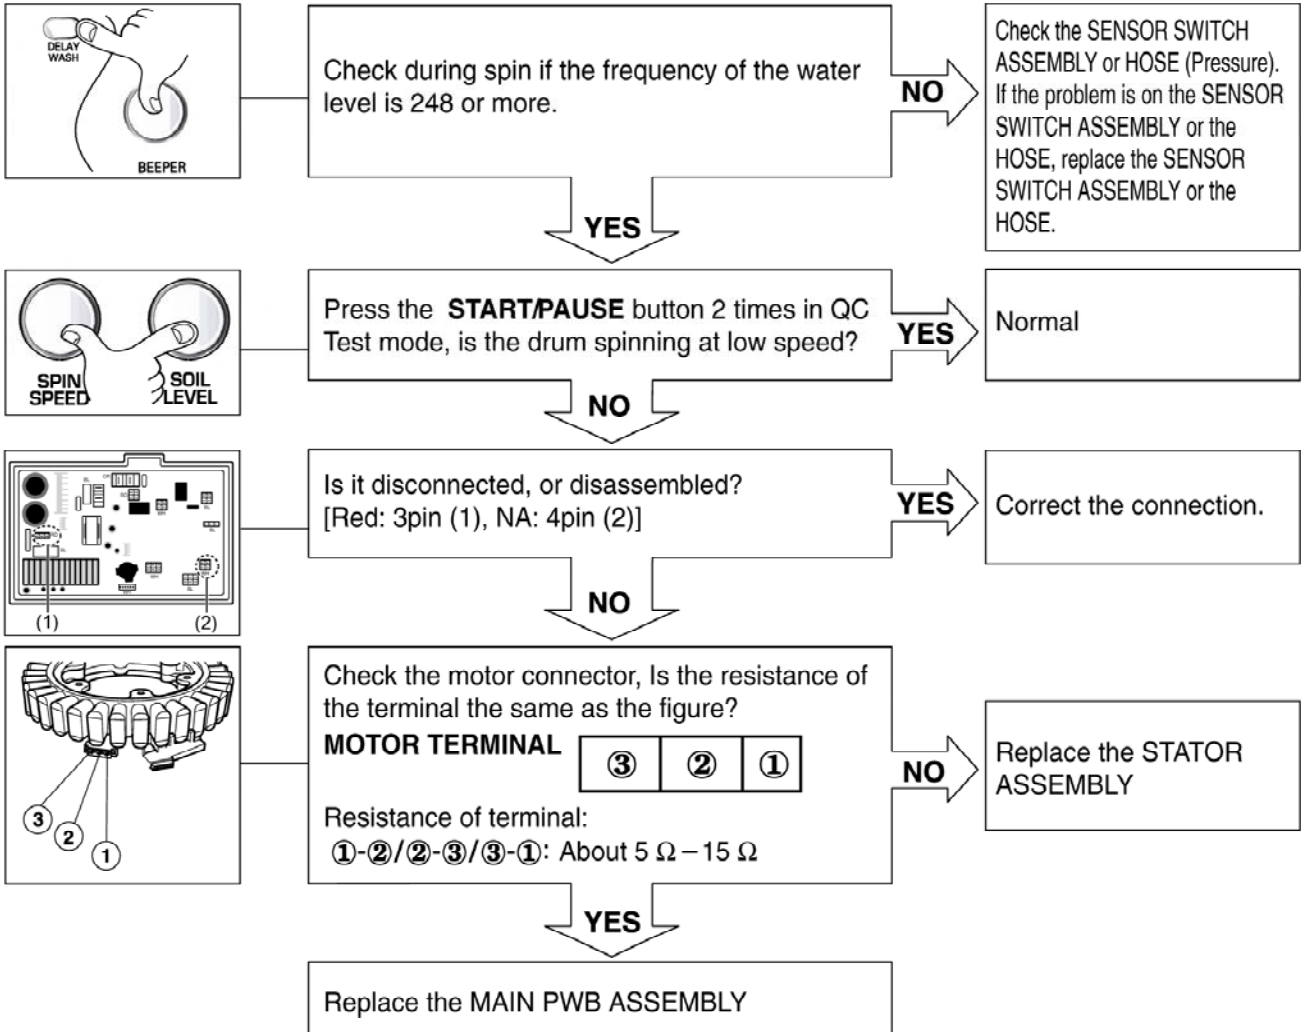 DELAY
WASH
BEEPER
Check during spin if the frequency of the water
level is 248 or more.
NO
Check the SENSOR SWITCH
ASSEMBLY or HOSE (Pressure).
If the problem is on the SENSOR
SWITCH ASSEMBLY or the
HOSE, replace the SENSOR
SWITCH ASSEMBLY or the
HOSE.
YES
SPIN
SPEED
SOIL
LEVEL
Press the START/PAUSE button 2 times in QC
Test mode, is the drum spinning at low speed?
YES
Normal
NO
(1)
(2)
Is it disconnected, or disassembled?
[Red: 3pin (1), NA: 4pin (2)]
YES
Correct the connection.
NO
3
2
1
Check the motor connector, Is the resistance of
the terminal the same as the figure?
MOTOR TERMINAL
③ ② ①
Resistance of terminal:
①-②/②-③/③-①: About 5 Ω – 15 Ω
NO
Replace the STATOR
ASSEMBLY
YES
Replace the MAIN PWB ASSEMBLY